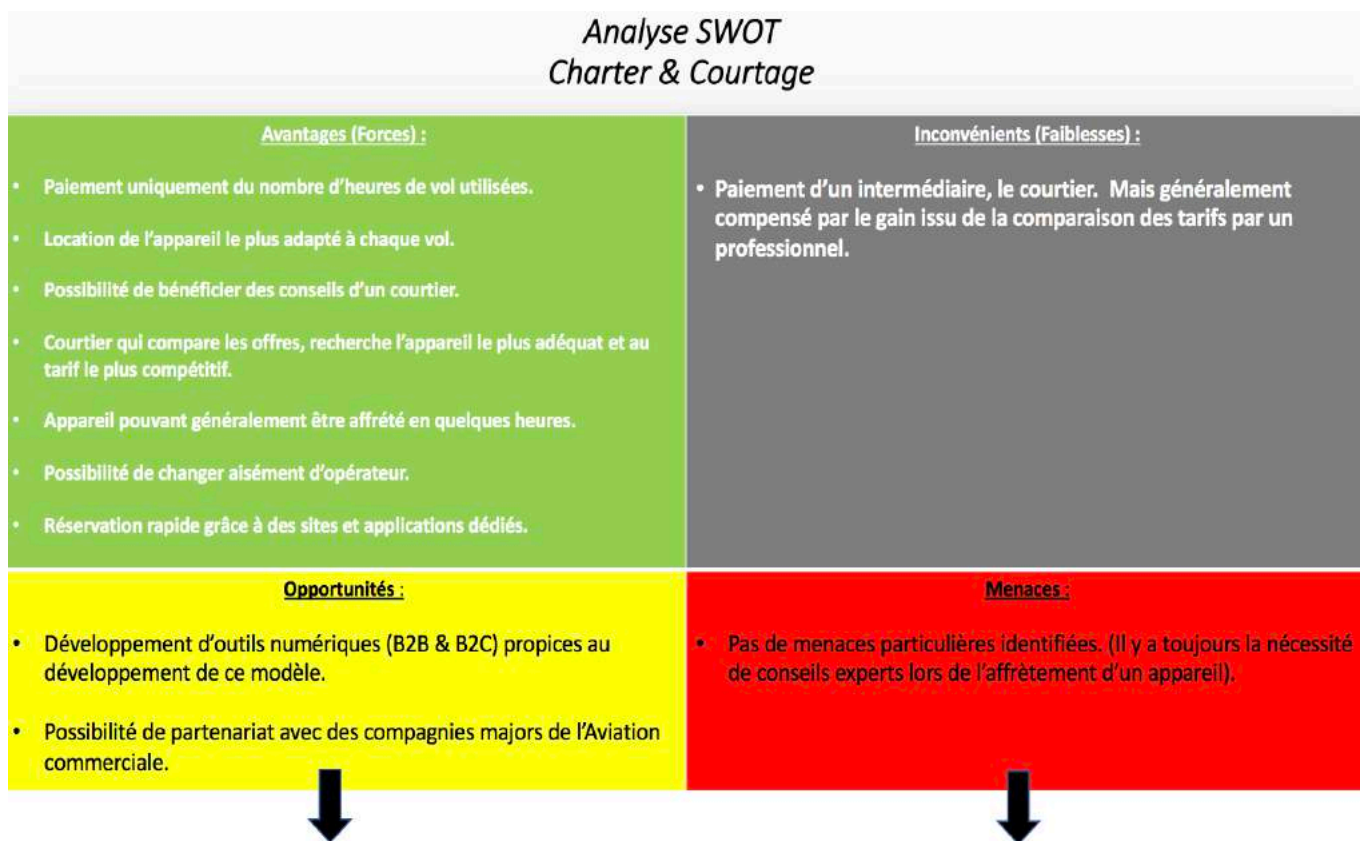 Analyse SWOT
Charter & Courtage
Avantages (Forces) :
• Paiement uniquement du nombre d’heures de vol utilisées.
• Location de l’appareil le plus adapté à chaque vol.
• Possibilité de bénéficier des conseils d’un courtier.
• Courtier qui compare les offres, recherche l’appareil le plus adéquat et au
tarif le plus compétitif.
• Appareil pouvant généralement être affrété en quelques heures.
• Possibilité de changer aisément d’opérateur.
• Réservation rapide grâce à des sites et applications dédiés.
Inconvénients (Faiblesses) :
• Paiement d’un intermédiaire, le courtier. Mais généralement
compensé par le gain issu de la comparaison des tarifs par un
professionnel.
Opportunités :
• Développement d’outils numériques (B2B & B2C) propices au
développement de ce modèle.
• Possibilité de partenariat avec des compagnies majors de l’Aviation
commerciale.
Menaces :
• Pas de menaces particulières identifiées. (Il y a toujours la nécessité
de conseils experts lors de l’affrètement d’un appareil).